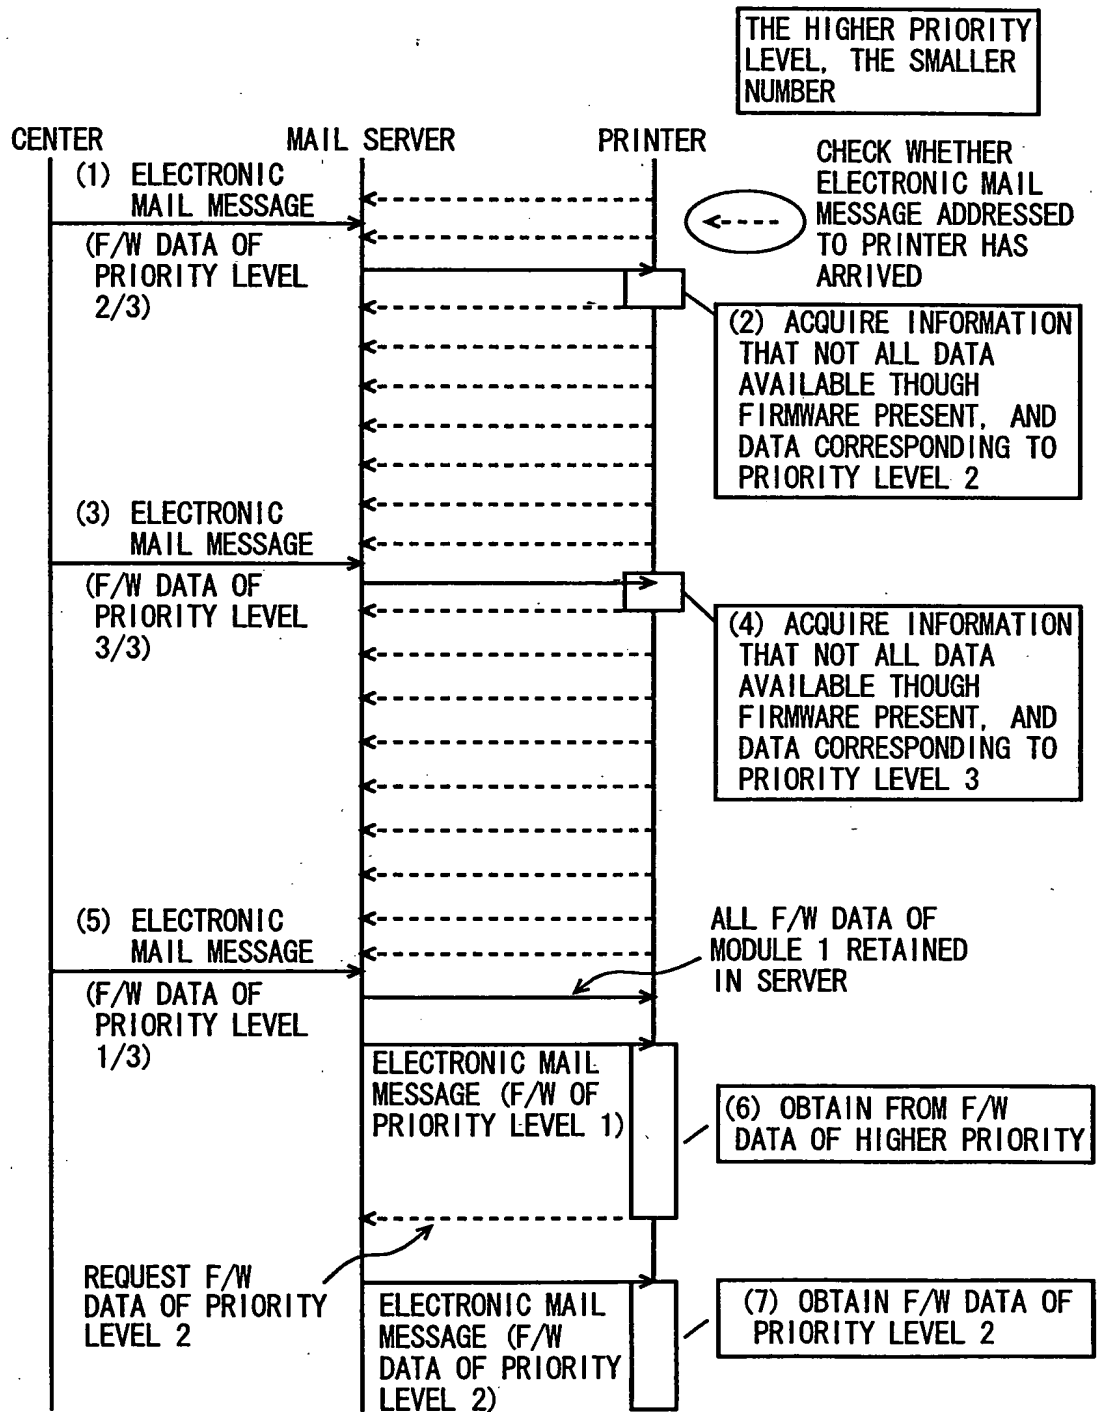 THE HIGHER PRIORITY
LEVEL, THE SMALLER
NUMBER
CENTER
MAIL SERVER
PRINTER
CHECK WHETHER
ELECTRONIC MAIL
MESSAGE ADDRESSED
TO PRINTER HAS
ARRIVED
(1) ELECTRONIC
MAIL MESSAGE
(F/W DATA OF
PRIORITY LEVEL
2/3)
(2) ACQUIRE INFORMATION
THAT NOT ALL DATA
AVAILABLE THOUGH
FIRMWARE PRESENT, AND
DATA CORRESPONDING TO
PRIORITY LEVEL 2
(3) ELECTRONIC
MAIL MESSAGE
(F/W DATA OF
PRIORITY LEVEL
3/3)
(4) ACQUIRE INFORMATION
THAT NOT ALL DATA
AVAILABLE THOUGH
FIRMWARE PRESENT, AND
DATA CORRESPONDING TO
PRIORITY LEVEL 3
(5) ELECTRONIC
MAIL MESSAGE
(F/W DATA OF
PRIORITY LEVEL
1/3)
ALL F/W DATA OF
MODULE 1 RETAINED
IN SERVER
ELECTRONIC MAIL
MESSAGE (F/W OF
PRIORITY LEVEL 1)
(6) OBTAIN FROM F/W
DATA OF HIGHER PRIORITY
REQUEST F/W
DATA OF PRIORITY
LEVEL 2
ELECTRONIC MAIL
MESSAGE (F/W
DATA OF PRIORITY
LEVEL 2)
(7) OBTAIN F/W DATA OF
PRIORITY LEVEL 2